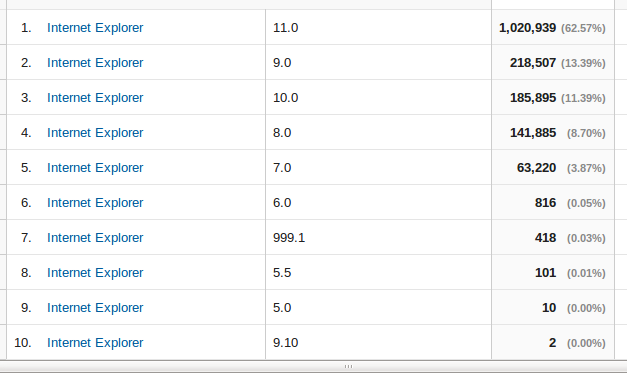 1. Internet Explorer 11.0 1,020,939 (62.57%)
2. Internet Explorer 9.0 218,507 (13.39%)
3. Internet Explorer 10.0 185,895 (11.39%)
4. Internet Explorer 8.0 141,885 (8.70%)
5. Internet Explorer 7.0 63,220 (3.87%)
6. Internet Explorer 6.0 816 (0.05%)
7. Internet Explorer 999.1 418 (0.03%)
8. Internet Explorer 5.5 101 (0.01%)
9. Internet Explorer 5.0 10 (0.00%)
10. Internet Explorer 9.10 2 (0.00%)